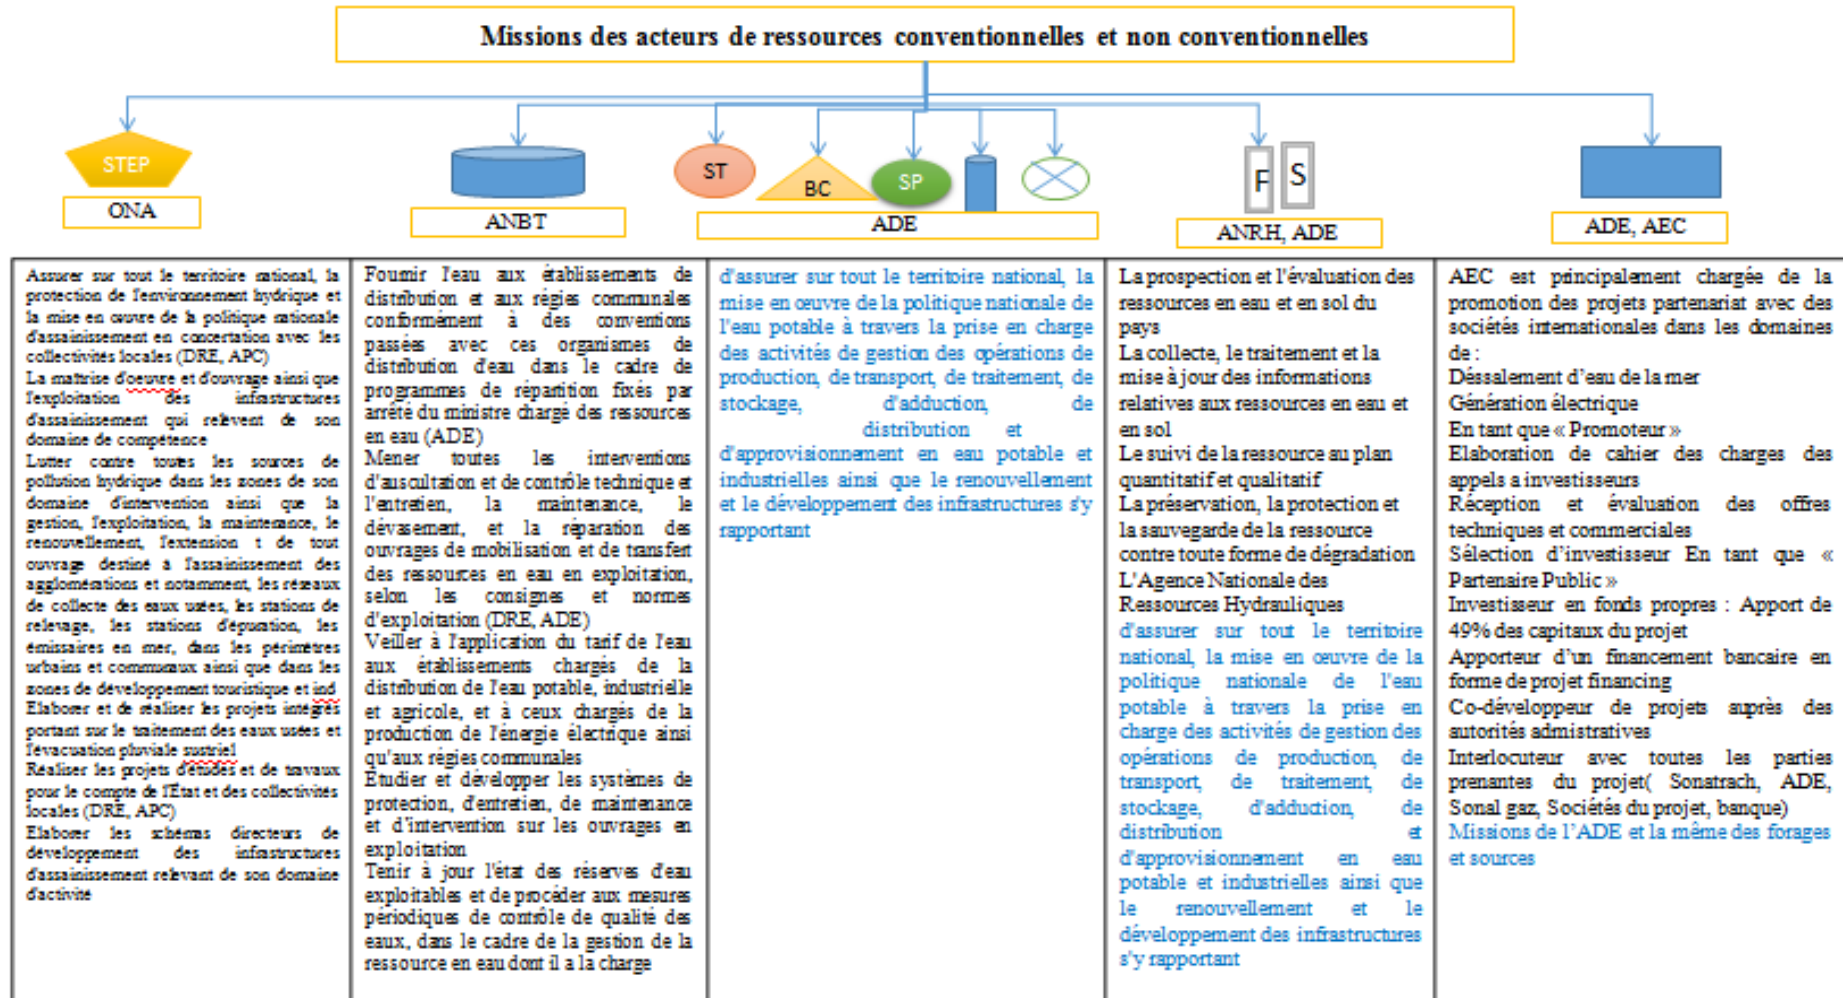 Missions des acteurs de ressources conventionnelles et non conventionnelles
STEP
ST
BC
SP
F
S
ONA
ANBT
ADE
ANRH, ADE
ADE, AEC
Assurer sur tout le territoire national, la
protection de l'environnement hydrique et
la mise en œuvre de la politique nationale
d'assainissement en concertation avec les
collectivités locales (DRE, APC)
La maîtrise d'oeuvre et d'ouvrage ainsi que
l'exploitation des infrastructures
d'assainissement qui relèvent de son
domaine de compétence
Lutter contre toutes les sources de
pollution hydrique dans les zones de son
domaine d'intervention ainsi que la
gestion, l'exploitation, la maintenance, le
renouvellement, l'extension t de tout
ouvrage destiné à l'assainissement des
agglomérations et notamment, les réseaux
de collecte des eaux usées, les stations de
relevage, les stations d'épuration, les
émissaires en mer, dans les périmètres
urbains et communaux ainsi que dans les
zones de développement touristique et ind
Elaborer et de réaliser les projets intégrés
portant sur le traitement des eaux usées et
l'évacuation pluviale sustriel
Réaliser les projets d'études et de travaux
pour le compte de l'État et des collectivités
locales (DRE, APC)
Elaborer les schémas directeurs de
développement des infrastructures
d'assainissement relevant de son domaine
d'activité
Fournir l'eau aux établissements de
distribution et aux régies communales
conformément à des conventions
passées avec ces organismes de
distribution d'eau dans le cadre de
programmes de répartition fixés par
arrêté du ministre chargé des ressources
en eau (ADE)
Mener toutes les interventions
d'auscultation et de contrôle technique et
l'entretien, la maintenance, le
dévasement, et la réparation des
ouvrages de mobilisation et de transfert
des ressources en eau en exploitation,
selon les consignes et normes
d'exploitation (DRE, ADE)
Veiller à l'application du tarif de l'eau
aux établissements chargés de la
distribution de l'eau potable, industrielle
et agricole, et à ceux chargés de la
production de l'énergie électrique ainsi
qu'aux régies communales
Étudier et développer les systèmes de
protection, d'entretien, de maintenance
et d'intervention sur les ouvrages en
exploitation
Tenir à jour l'état des réserves d'eau
exploitables et de procéder aux mesures
périodiques de contrôle de qualité des
eaux, dans le cadre de la gestion de la
ressource en eau dont il a la charge
d'assurer sur tout le territoire national, la
mise en œuvre de la politique nationale de
l'eau potable à travers la prise en charge
des activités de gestion des opérations de
production, de transport, de traitement, de
stockage, d'adduction, de
distribution et
d'approvisionnement en eau potable et
industrielles ainsi que le renouvellement
et le développement des infrastructures s'y
rapportant
La prospection et l'évaluation des
ressources en eau et en sol du
pays
La collecte, le traitement et la
mise à jour des informations
relatives aux ressources en eau et
en sol
Le suivi de la ressource au plan
quantitatif et qualitatif
La préservation, la protection et
la sauvegarde de la ressource
contre toute forme de dégradation
L'Agence Nationale des
Ressources Hydrauliques
d'assurer sur tout le territoire
national, la mise en œuvre de la
politique nationale de l'eau
potable à travers la prise en
charge des activités de gestion des
opérations de production, de
transport, de traitement, de
stockage, d'adduction, de
distribution et
d'approvisionnement en eau
potable et industrielles ainsi que
le renouvellement et le
développement des infrastructures
s'y rapportant
AEC est principalement chargée de la
promotion des projets partenariat avec des
sociétés internationales dans les domaines
de :
Déssalement d'eau de la mer
Génération électrique
En tant que « Promoteur »
Elaboration de cahier des charges des
appels a investisseurs
Réception et évaluation des offres
techniques et commerciales
Sélection d'investisseur En tant que «
Partenaire Public »
Investisseur en fonds propres : Apport de
49% des capitaux du projet
Apporteur d'un financement bancaire en
forme de projet financing
Co-développeur de projets auprès des
autorités admistratives
Interlocuteur avec toutes les parties
prenantes du projet( Sonatrach, ADE,
Sonal gaz, Sociétés du projet, banque)
Missions de l'ADE et la même des forages
et sources